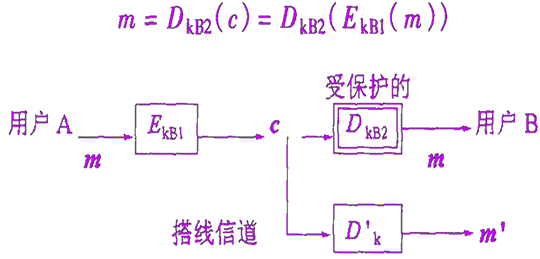 m = D_kB2(c) = D_kB2(E_kB1(m))
受保护的
用户 A
E_kB1
c
D_kB2
用户 B
m
m
搭线信道
D'_k
m'